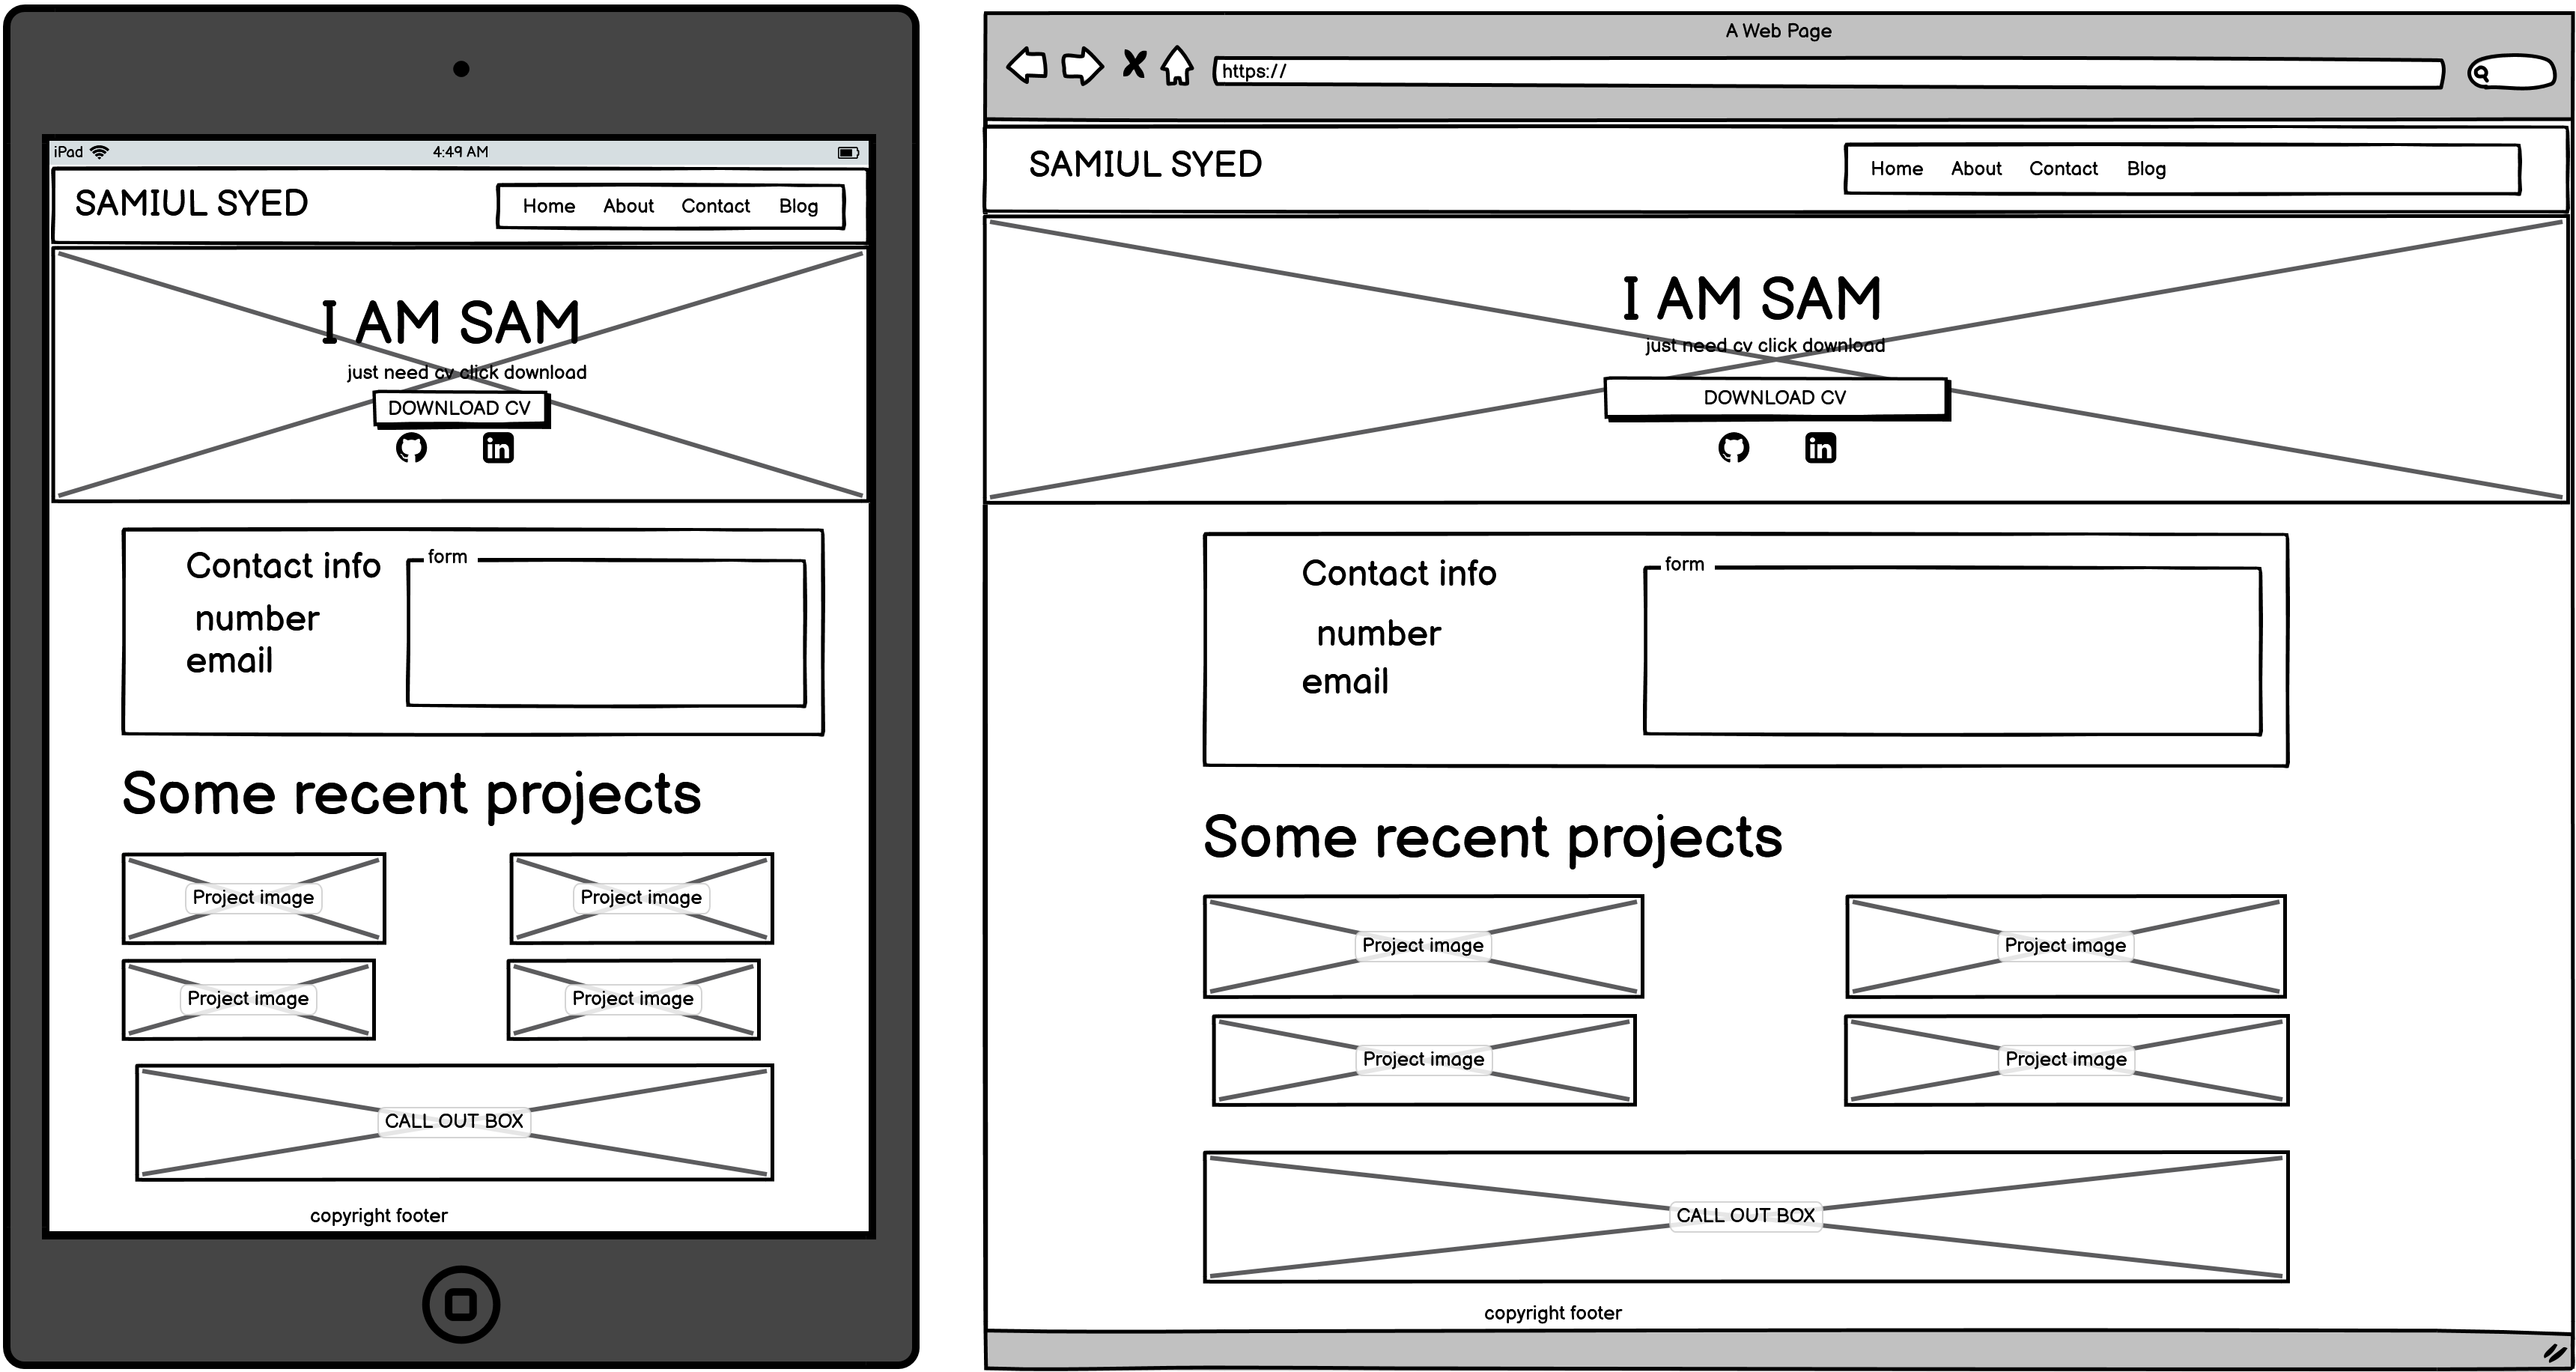 iPad 4:49 AM
SAMIUL SYED Home About Contact Blog
I AM SAM
just need cv click download
DOWNLOAD CV
in
Contact info
number
email
form
Some recent projects
Project image Project image
Project image Project image
CALL OUT BOX
copyright footer
A Web Page
https://
SAMIUL SYED Home About Contact Blog
I AM SAM
just need cv click download
DOWNLOAD CV
in
Contact info
number
email
form
Some recent projects
Project image Project image
Project image Project image
CALL OUT BOX
copyright footer